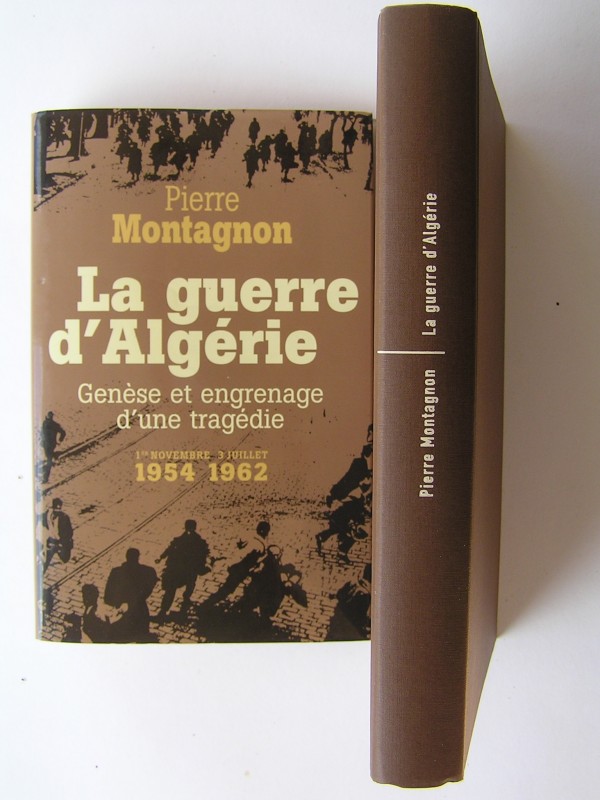 Pierre
Montagnon
La guerre
d'Algérie
Genèse et engrenage
d'une tragédie
1ER NOVEMBRE 3 JUILLET
1954 1962
Pierre Montagnon La guerre d'Algérie